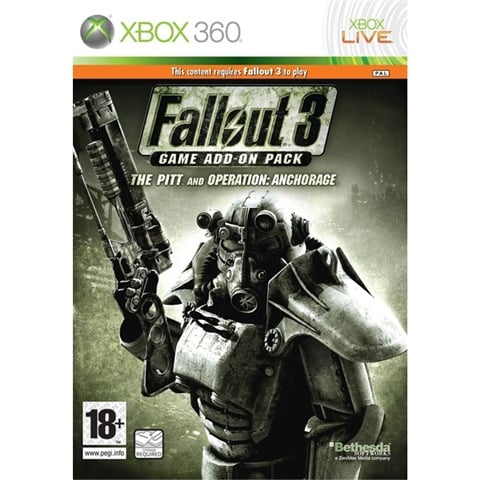 XBOX 360
XBOX
LIVE
This content requires Fallout 3 to play
PAL
Fallout 3
GAME ADD-ON PACK
THE PITT AND OPERATION: ANCHORAGE
18+
www.pegi.info
REQUIRED
Bethesda
SOFTWORKS
a ZeniMax Media company